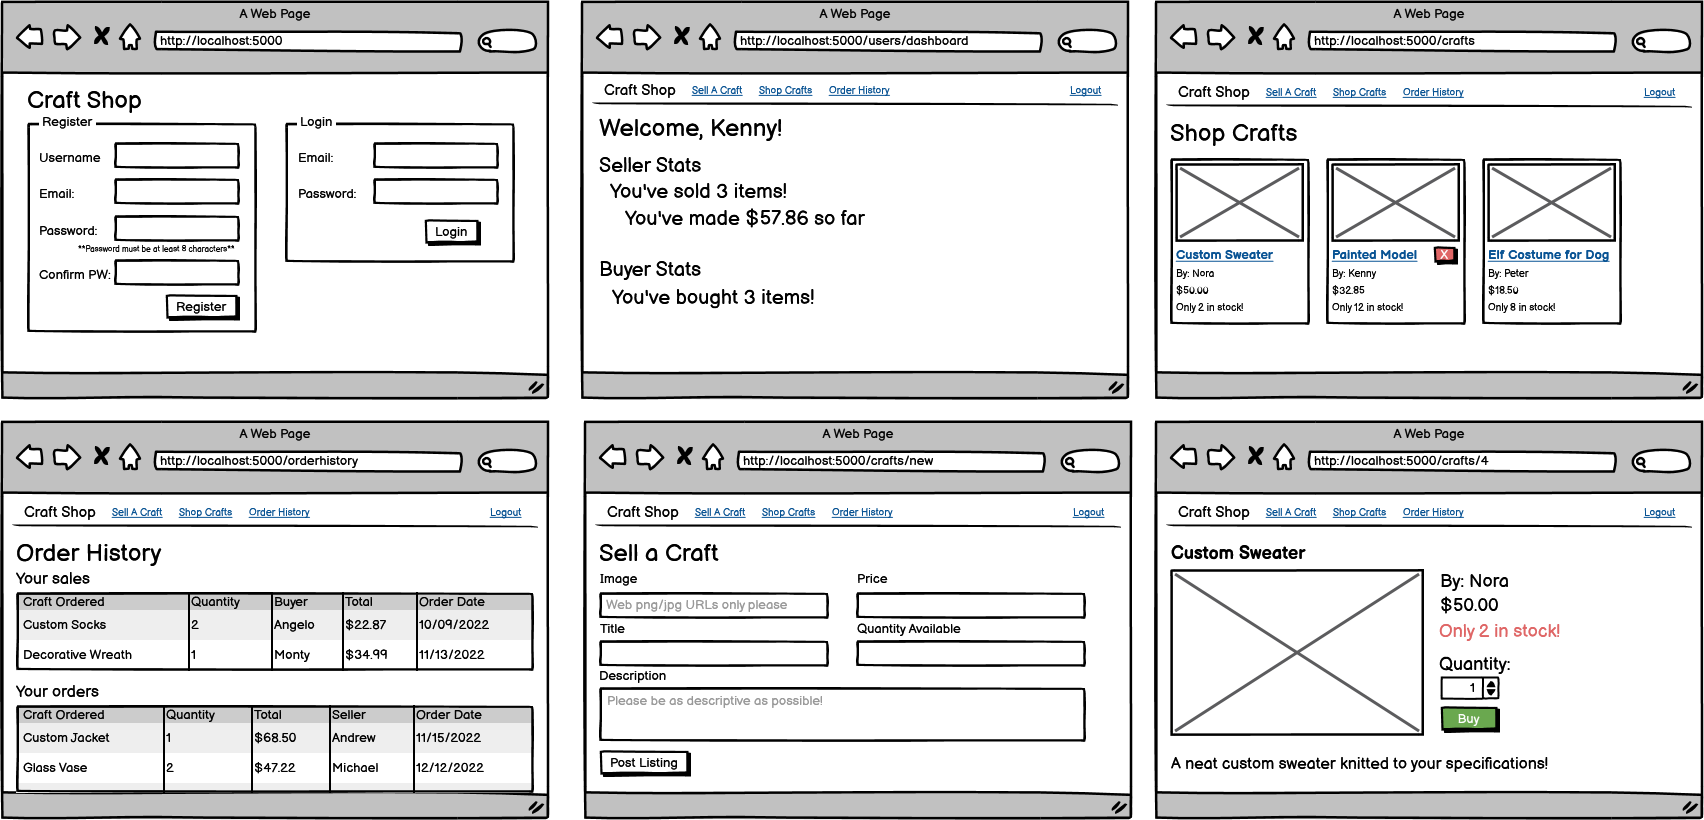 A Web Page
http://localhost:5000
Craft Shop
Register
Username
Email:
Password:
**Password must be at least 8 characters**
Confirm PW:
Register
Login
Email:
Password:
Login
A Web Page
http://localhost:5000/users/dashboard
Craft Shop Sell A Craft Shop Crafts Order History Logout
Welcome, Kenny!
Seller Stats
You've sold 3 items!
You've made $57.86 so far
Buyer Stats
You've bought 3 items!
A Web Page
http://localhost:5000/crafts
Craft Shop Sell A Craft Shop Crafts Order History Logout
Shop Crafts
Custom Sweater
By: Nora
$50.00
Only 2 in stock!
Painted Model X
By: Kenny
$32.85
Only 12 in stock!
Elf Costume for Dog
By: Peter
$18.50
Only 8 in stock!
A Web Page
http://localhost:5000/orderhistory
Craft Shop Sell A Craft Shop Crafts Order History Logout
Order History
Your sales
Craft Ordered Quantity Buyer Total Order Date
Custom Socks 2 Angelo $22.87 10/09/2022
Decorative Wreath 1 Monty $34.99 11/13/2022
Your orders
Craft Ordered Quantity Total Seller Order Date
Custom Jacket 1 $68.50 Andrew 11/15/2022
Glass Vase 2 $47.22 Michael 12/12/2022
A Web Page
http://localhost:5000/crafts/new
Craft Shop Sell A Craft Shop Crafts Order History Logout
Sell a Craft
Image Price
Web png/jpg URLs only please
Title Quantity Available
Description
Please be as descriptive as possible!
Post Listing
A Web Page
http://localhost:5000/crafts/4
Craft Shop Sell A Craft Shop Crafts Order History Logout
Custom Sweater
By: Nora
$50.00
Only 2 in stock!
Quantity:
1
Buy
A neat custom sweater knitted to your specifications!